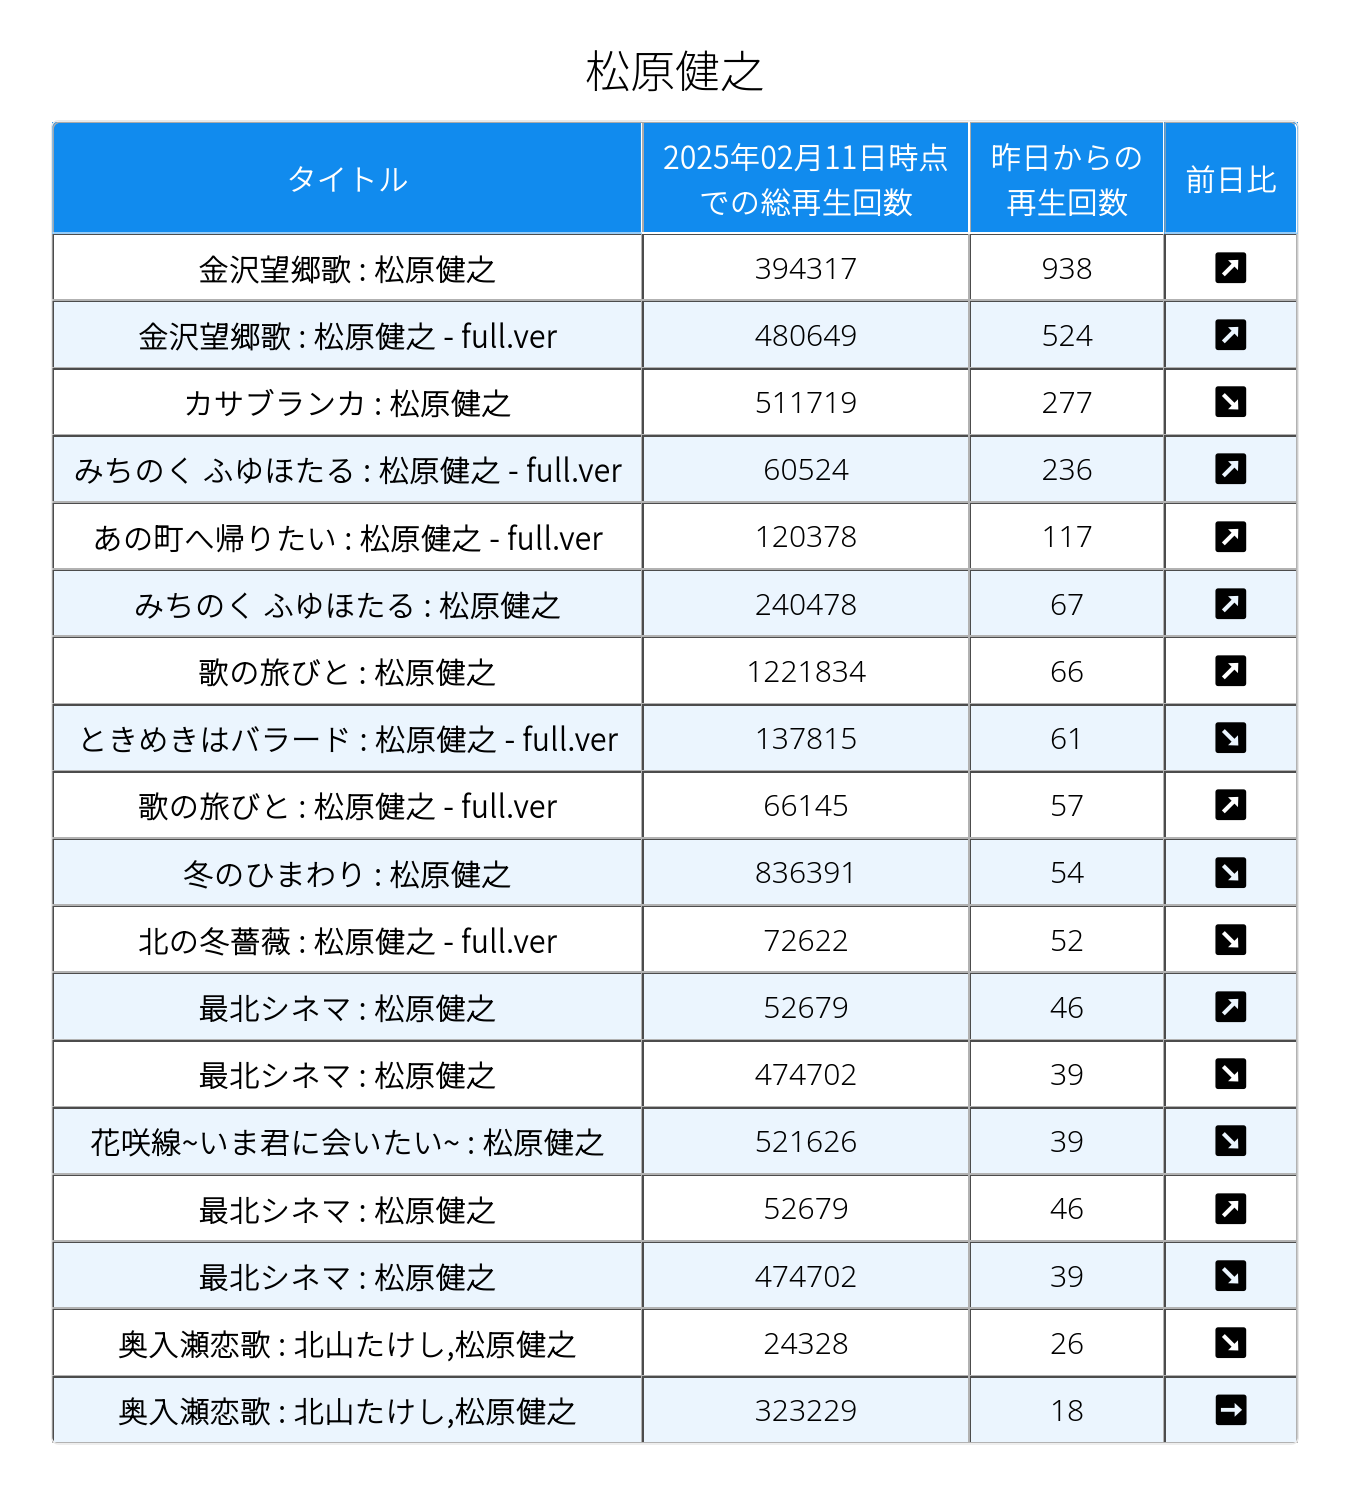 松原健之
タイトル 2025年02月11日時点 昨日からの 前日比
での総再生回数 再生回数
金沢望郷歌 : 松原健之 394317 938
金沢望郷歌 : 松原健之 - full.ver 480649 524
カサブランカ : 松原健之 511719 277
みちのく ふゆほたる : 松原健之 - full.ver 60524 236
あの町へ帰りたい : 松原健之 - full.ver 120378 117
みちのく ふゆほたる : 松原健之 240478 67
歌の旅びと : 松原健之 1221834 66
ときめきはバラード : 松原健之 - full.ver 137815 61
歌の旅びと : 松原健之 - full.ver 66145 57
冬のひまわり : 松原健之 836391 54
北の冬薔薇 : 松原健之 - full.ver 72622 52
最北シネマ : 松原健之 52679 46
最北シネマ : 松原健之 474702 39
花咲線~いま君に会いたい~ : 松原健之 521626 39
最北シネマ : 松原健之 52679 46
最北シネマ : 松原健之 474702 39
奥入瀬恋歌 : 北山たけし,松原健之 24328 26
奥入瀬恋歌 : 北山たけし,松原健之 323229 18